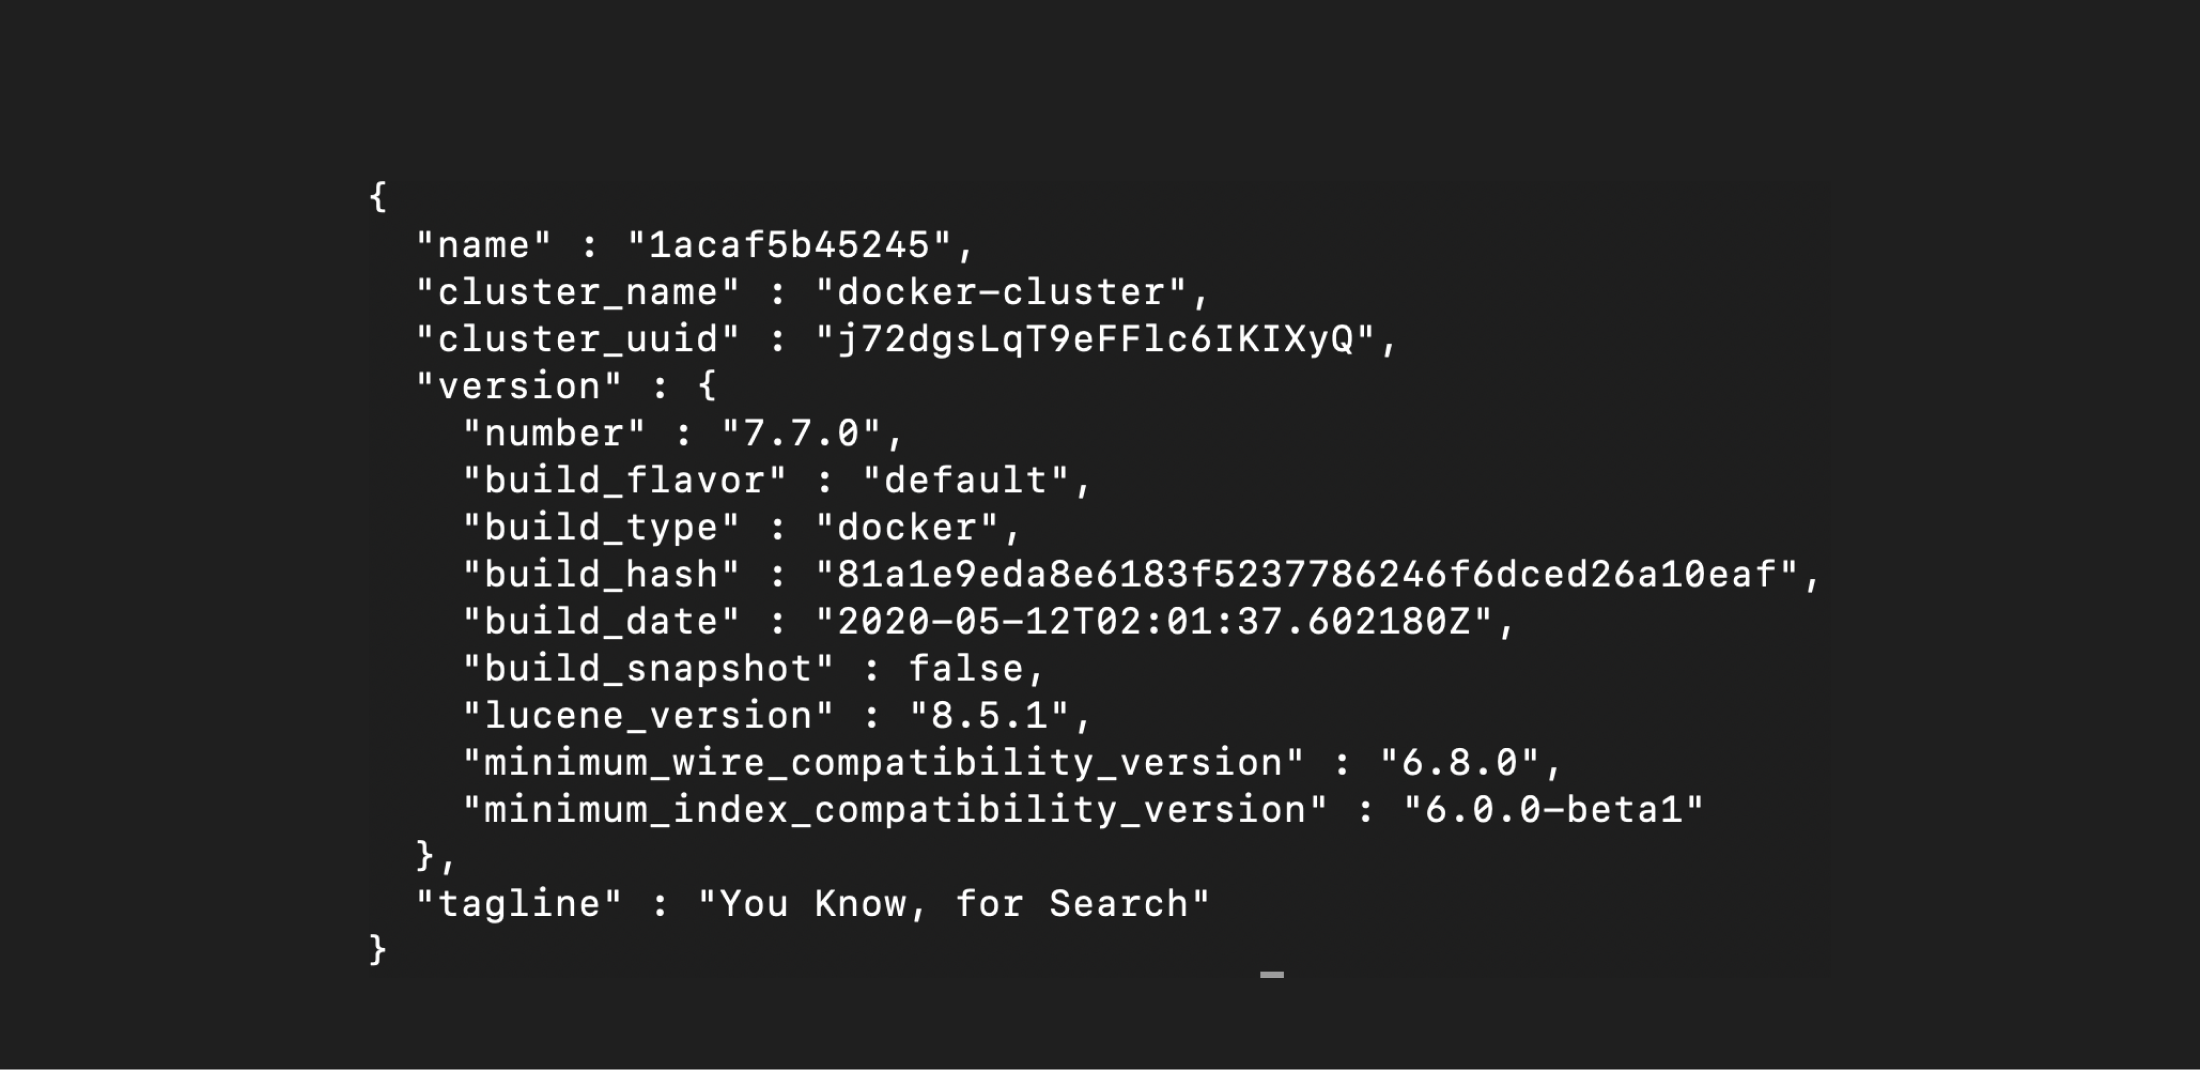 {
  "name" : "1acaf5b45245",
  "cluster_name" : "docker-cluster",
  "cluster_uuid" : "j72dgsLqT9eFFlc6IKIXyQ",
  "version" : {
    "number" : "7.7.0",
    "build_flavor" : "default",
    "build_type" : "docker",
    "build_hash" : "81a1e9eda8e6183f5237786246f6dced26a10eaf",
    "build_date" : "2020-05-12T02:01:37.602180Z",
    "build_snapshot" : false,
    "lucene_version" : "8.5.1",
    "minimum_wire_compatibility_version" : "6.8.0",
    "minimum_index_compatibility_version" : "6.0.0-beta1"
  },
  "tagline" : "You Know, for Search"
}